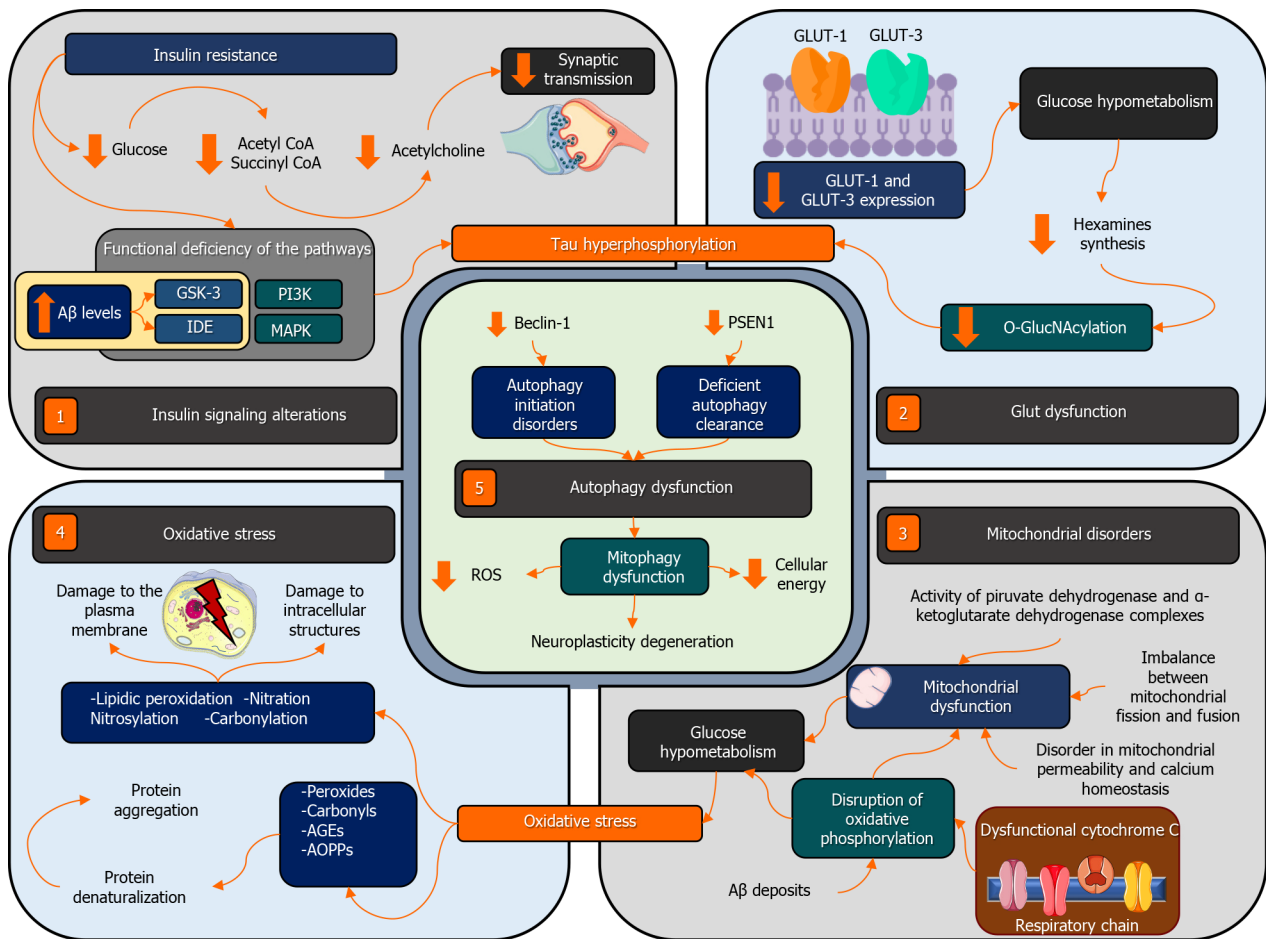 Insulin resistance
Glucose
Acetyl CoA
Succinyl CoA
Acetylcholine
Synaptic
transmission
Functional deficiency of the pathways
Aβ levels
GSK-3
IDE
PI3K
MAPK
1
Insulin signaling alterations
Tau hyperphosphorylation
GLUT-1
GLUT-3
GLUT-1 and
GLUT-3 expression
Glucose hypometabolism
Hexamines
synthesis
O-GlucNAcylation
2
Glut dysfunction
Beclin-1
PSEN1
Autophagy
initiation
disorders
Deficient
autophagy
clearance
5
Autophagy dysfunction
Mitophagy
dysfunction
ROS
Cellular
energy
Neuroplasticity degeneration
4
Oxidative stress
Damage to the
plasma
membrane
Damage to
intracellular
structures
-Lipidic peroxidation -Nitration
Nitrosylation -Carbonylation
Protein
aggregation
Protein
denaturalization
-Peroxides
-Carbonyls
-AGEs
-AOPPs
Oxidative stress
3
Mitochondrial disorders
Activity of piruvate dehydrogenase and α-
ketoglutarate dehydrogenase complexes
Imbalance
between
mitochondrial
fission and fusion
Mitochondrial
dysfunction
Glucose
hypometabolism
Disorder in mitochondrial
permeability and calcium
homeostasis
Disruption of
oxidative
phosphorylation
Aβ deposits
Dysfunctional cytochrome C
Respiratory chain